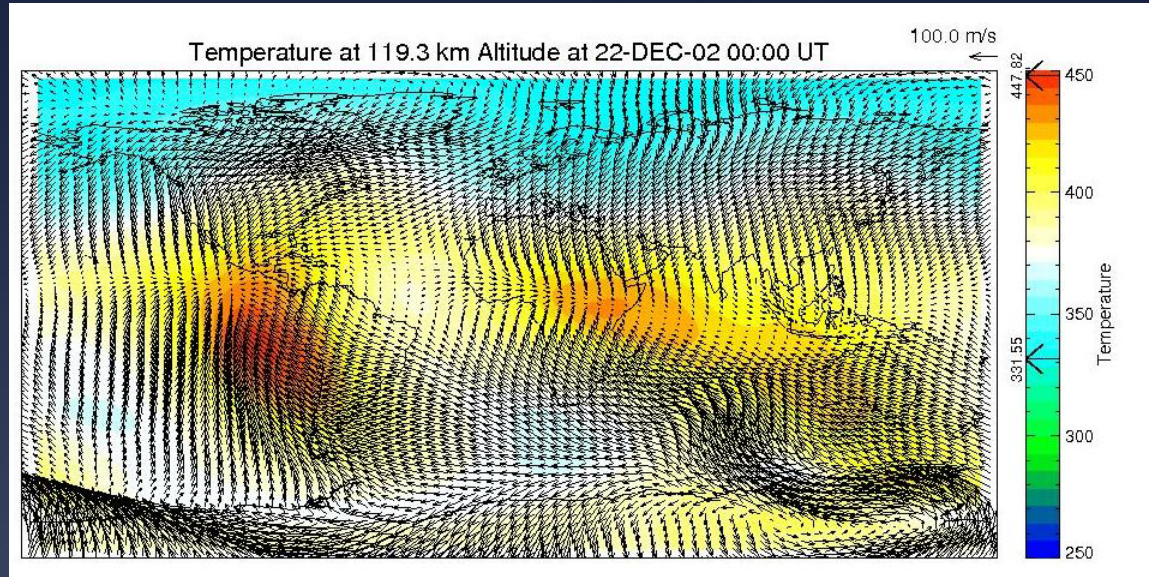 100.0 m/s
Temperature at 119.3 km Altitude at 22-DEC-02 00:00 UT
447.82
450
400
350
331.55
Temperature
300
250